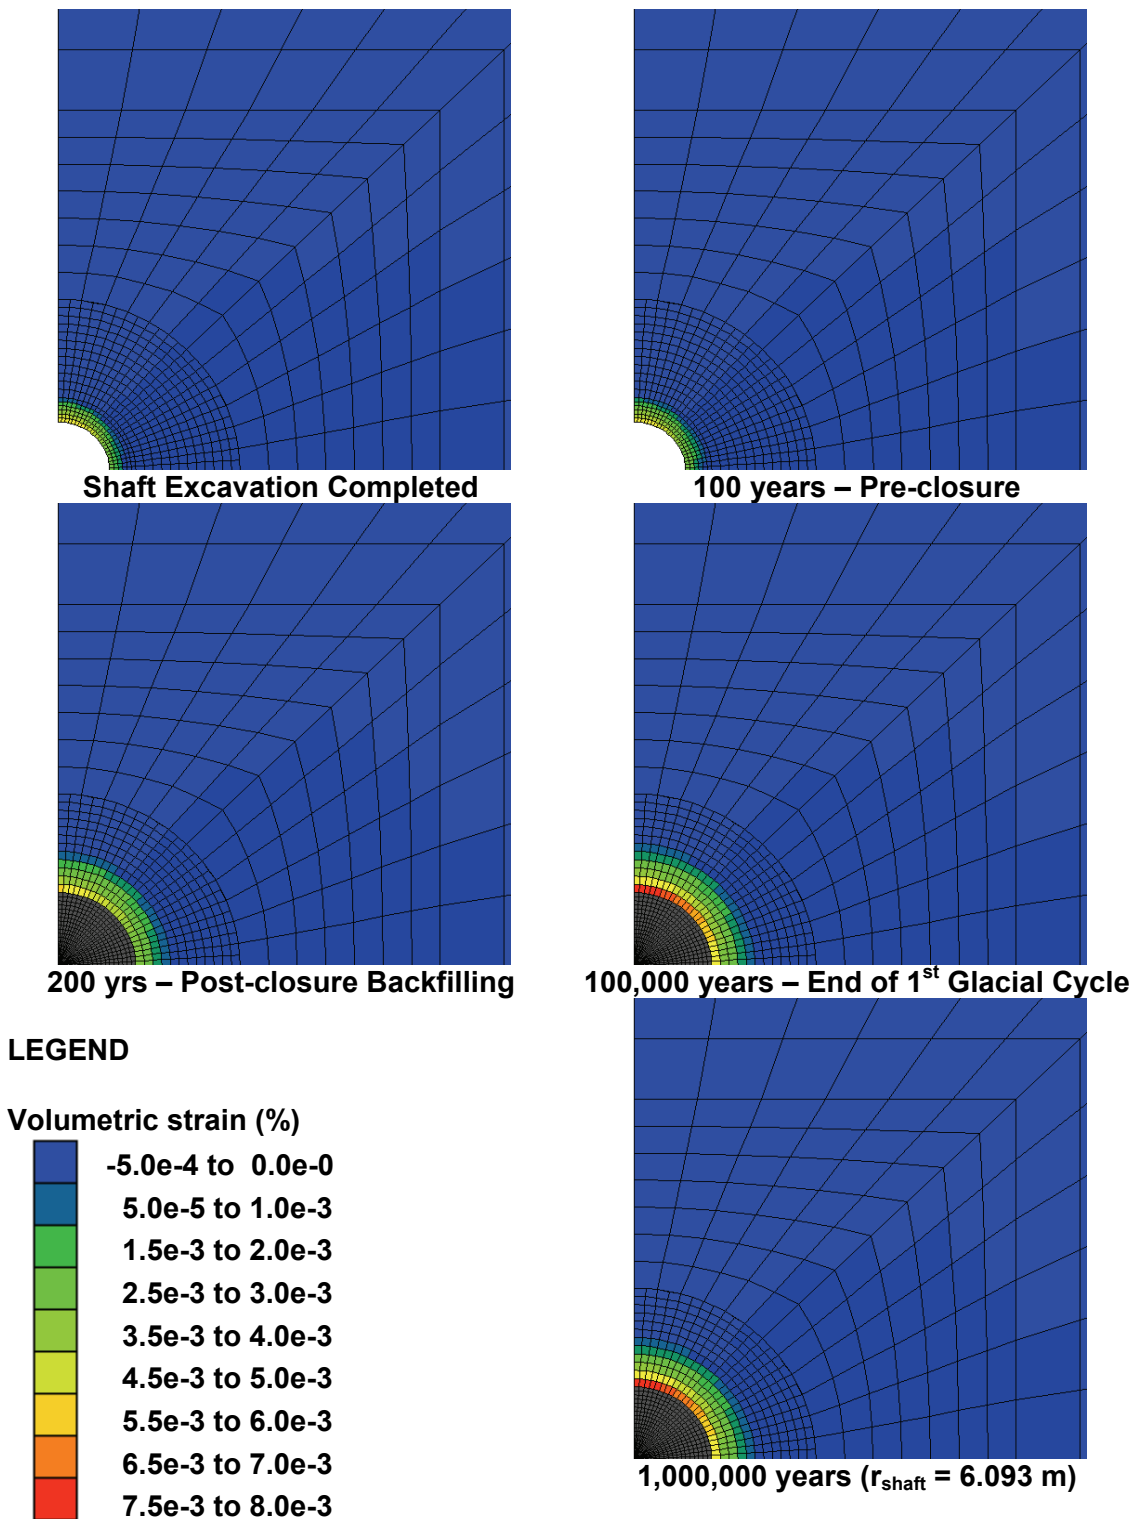 Shaft Excavation Completed
100 years – Pre-closure
200 yrs – Post-closure Backfilling
100,000 years – End of 1st Glacial Cycle
LEGEND
Volumetric strain (%)
-5.0e-4 to 0.0e-0
5.0e-5 to 1.0e-3
1.5e-3 to 2.0e-3
2.5e-3 to 3.0e-3
3.5e-3 to 4.0e-3
4.5e-3 to 5.0e-3
5.5e-3 to 6.0e-3
6.5e-3 to 7.0e-3
7.5e-3 to 8.0e-3
1,000,000 years (rshaft = 6.093 m)